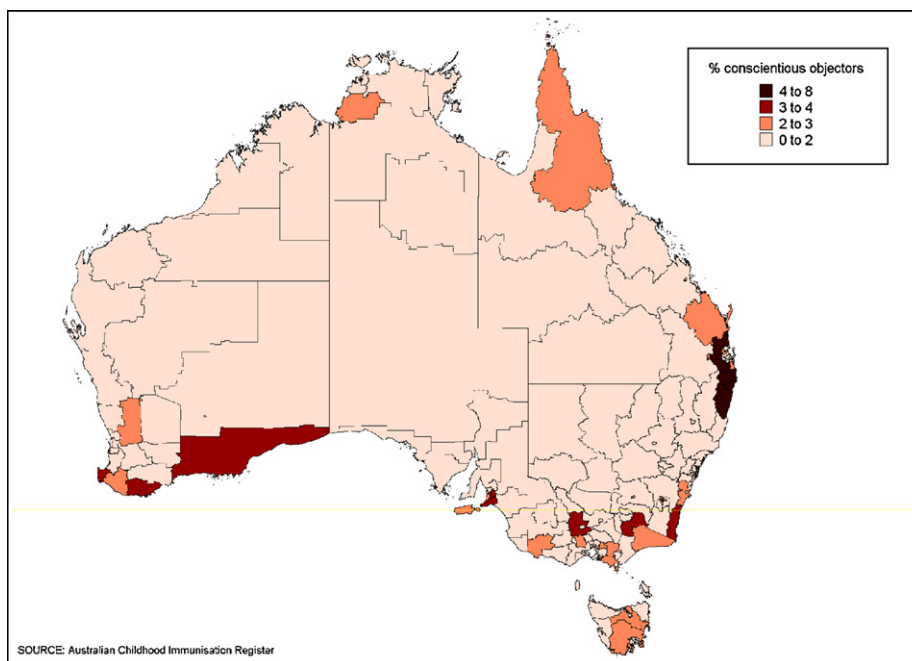 % conscientious objectors
4 to 8
3 to 4
2 to 3
0 to 2
SOURCE: Australian Childhood Immunisation Register